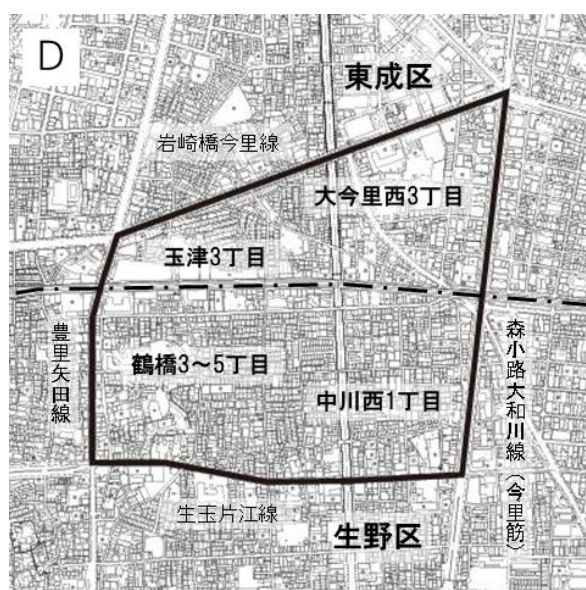 D
東成区
岩崎橋今里線
大今里西3丁目
玉津3丁目
豊里矢田線
鶴橋3～5丁目
中川西1丁目
森小路大和川線（今里筋）
生玉片江線
生野区